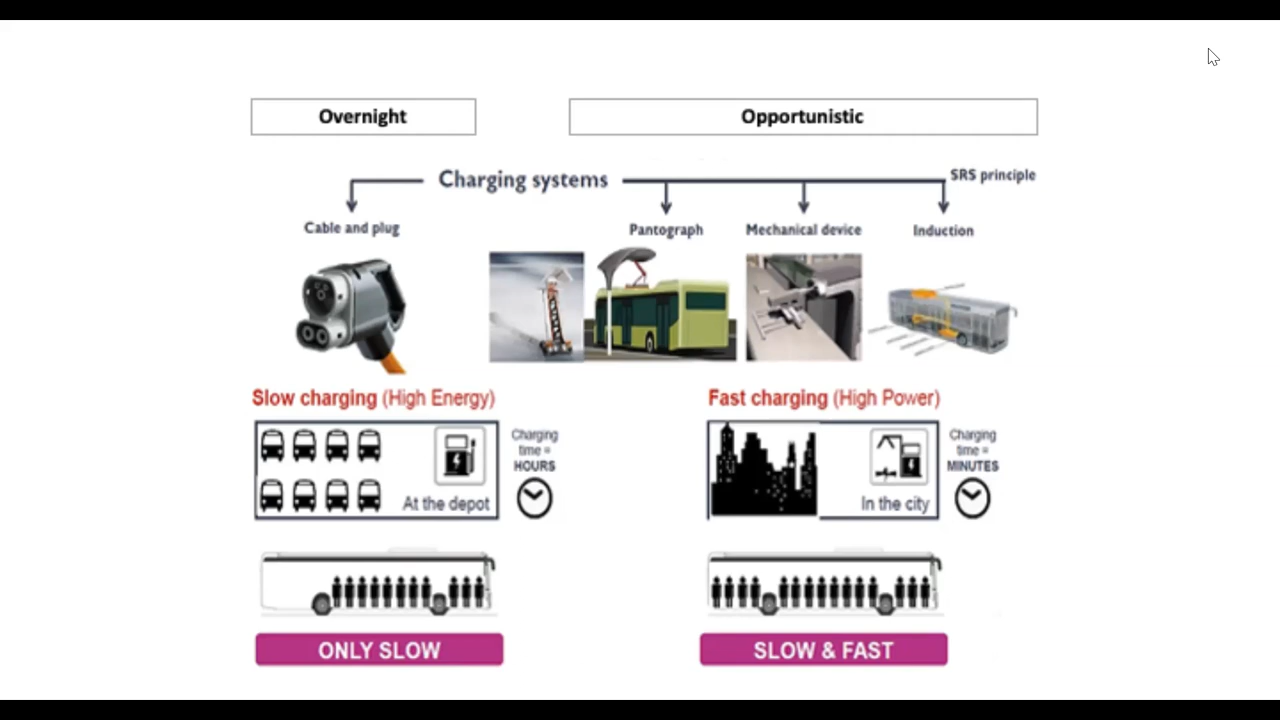 Overnight
Opportunistic
Charging systems
SRS principle
Cable and plug
Pantograph
Mechanical device
Induction
Slow charging (High Energy)
Fast charging (High Power)
Charging
time =
HOURS
At the depot
Charging
time =
MINUTES
In the city
ONLY SLOW
SLOW & FAST